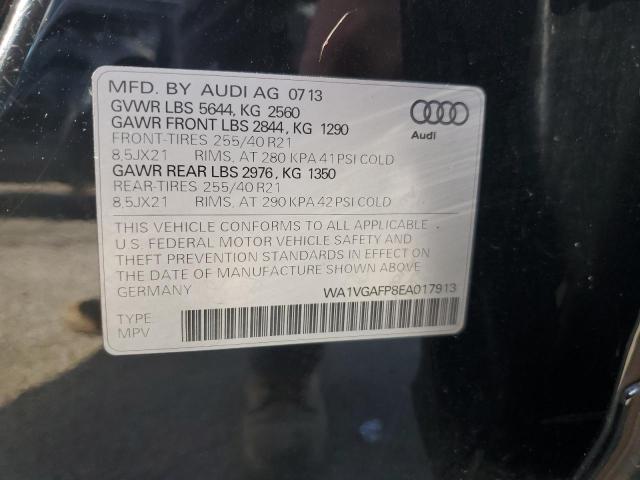 MFD. BY AUDI AG 07 13
GVWR LBS 5644, KG 2560
GAWR FRONT LBS 2844, KG 1290
FRONT-TIRES 255/40 R21
8,5JX21 RIMS, AT 280 KPA 41 PSI COLD
GAWR REAR LBS 2976, KG 1350
REAR-TIRES 255/40 R21
8,5JX21 RIMS, AT 290 KPA 42 PSI COLD
Audi
THIS VEHICLE CONFORMS TO ALL APPLICABLE
U.S. FEDERAL MOTOR VEHICLE SAFETY AND
THEFT PREVENTION STANDARDS IN EFFECT ON
THE DATE OF MANUFACTURE SHOWN ABOVE
GERMANY WA1VGAFP8EA017913
TYPE
MPV